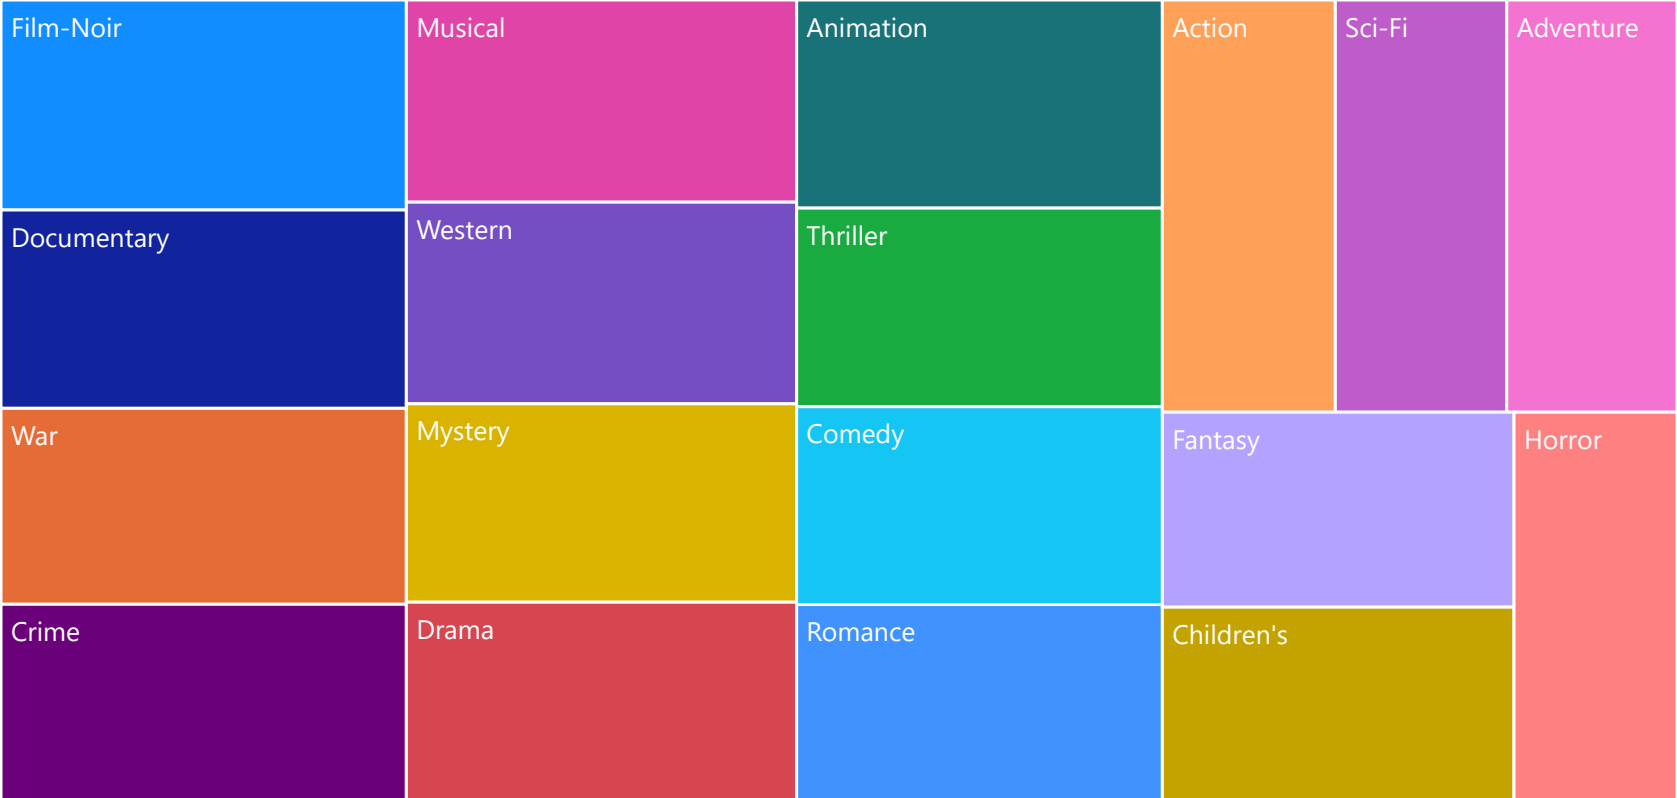 Film-Noir
Musical
Animation
Action
Sci-Fi
Adventure
Documentary
Western
Thriller
War
Mystery
Comedy
Fantasy
Horror
Crime
Drama
Romance
Children's